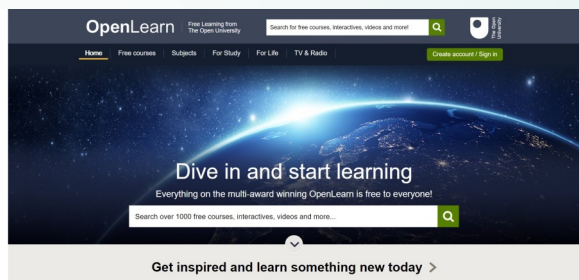 OpenLearn
Free Learning from
The Open University
Search for free courses, interactives, videos and more!
The Open
University
Home Free courses Subjects For Study For Life TV & Radio
Create account / Sign in
Dive in and start learning
Everything on the multi-award winning OpenLearn is free to everyone!
Search over 1000 free courses, interactives, videos and more...
Get inspired and learn something new today >